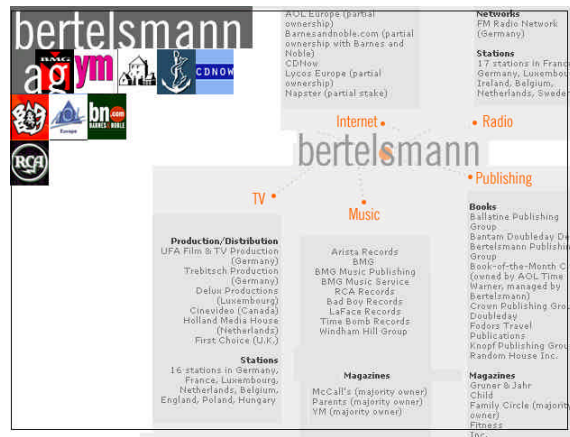 bertelsmann
ag
BMG
ym
CDNOW
AOL
Europe
bn.com
BARNES & NOBLE
RCA
AOL Europe (partial
ownership)
Barnesandnoble.com (partial
ownership with Barnes and
Noble)
CDNow
Lycos Europe (partial
ownership)
Napster (partial stake)
Networks
FM Radio Network
(Germany)
Stations
17 stations in Franc
Germany, Luxembou
Ireland, Belgium,
Netherlands, Swede
Internet
Radio
bertelsmann
TV
Music
Publishing
Production/Distribution
UFA Film & TV Production
(Germany)
Trebitsch Production
(Germany)
Delux Productions
(Luxembourg)
Cinevideo (Canada)
Holland Media House
(Netherlands)
First Choice (U.K.)
Stations
16 stations in Germany,
France, Luxembourg,
Netherlands, Belgium,
England, Poland, Hungary
Arista Records
BMG
BMG Music Publishing
BMG Music Service
RCA Records
Bad Boy Records
LaFace Records
Time Bomb Records
Windham Hill Group
Magazines
McCall's (majority owner)
Parents (majority owner)
YM (majority owner)
Books
Ballatine Publishing
Group
Bantam Doubleday De
Bertelsmann Publishin
Group
Book-of-the-Month C
(owned by AOL Time
Warner, managed by
Bertelsmann)
Crown Publishing Gro
Doubleday
Fodors Travel
Publications
Knopf Publishing Grou
Random House Inc.
Magazines
Gruner & Jahr
Child
Family Circle (majority
owner)
Fitness
Inc.